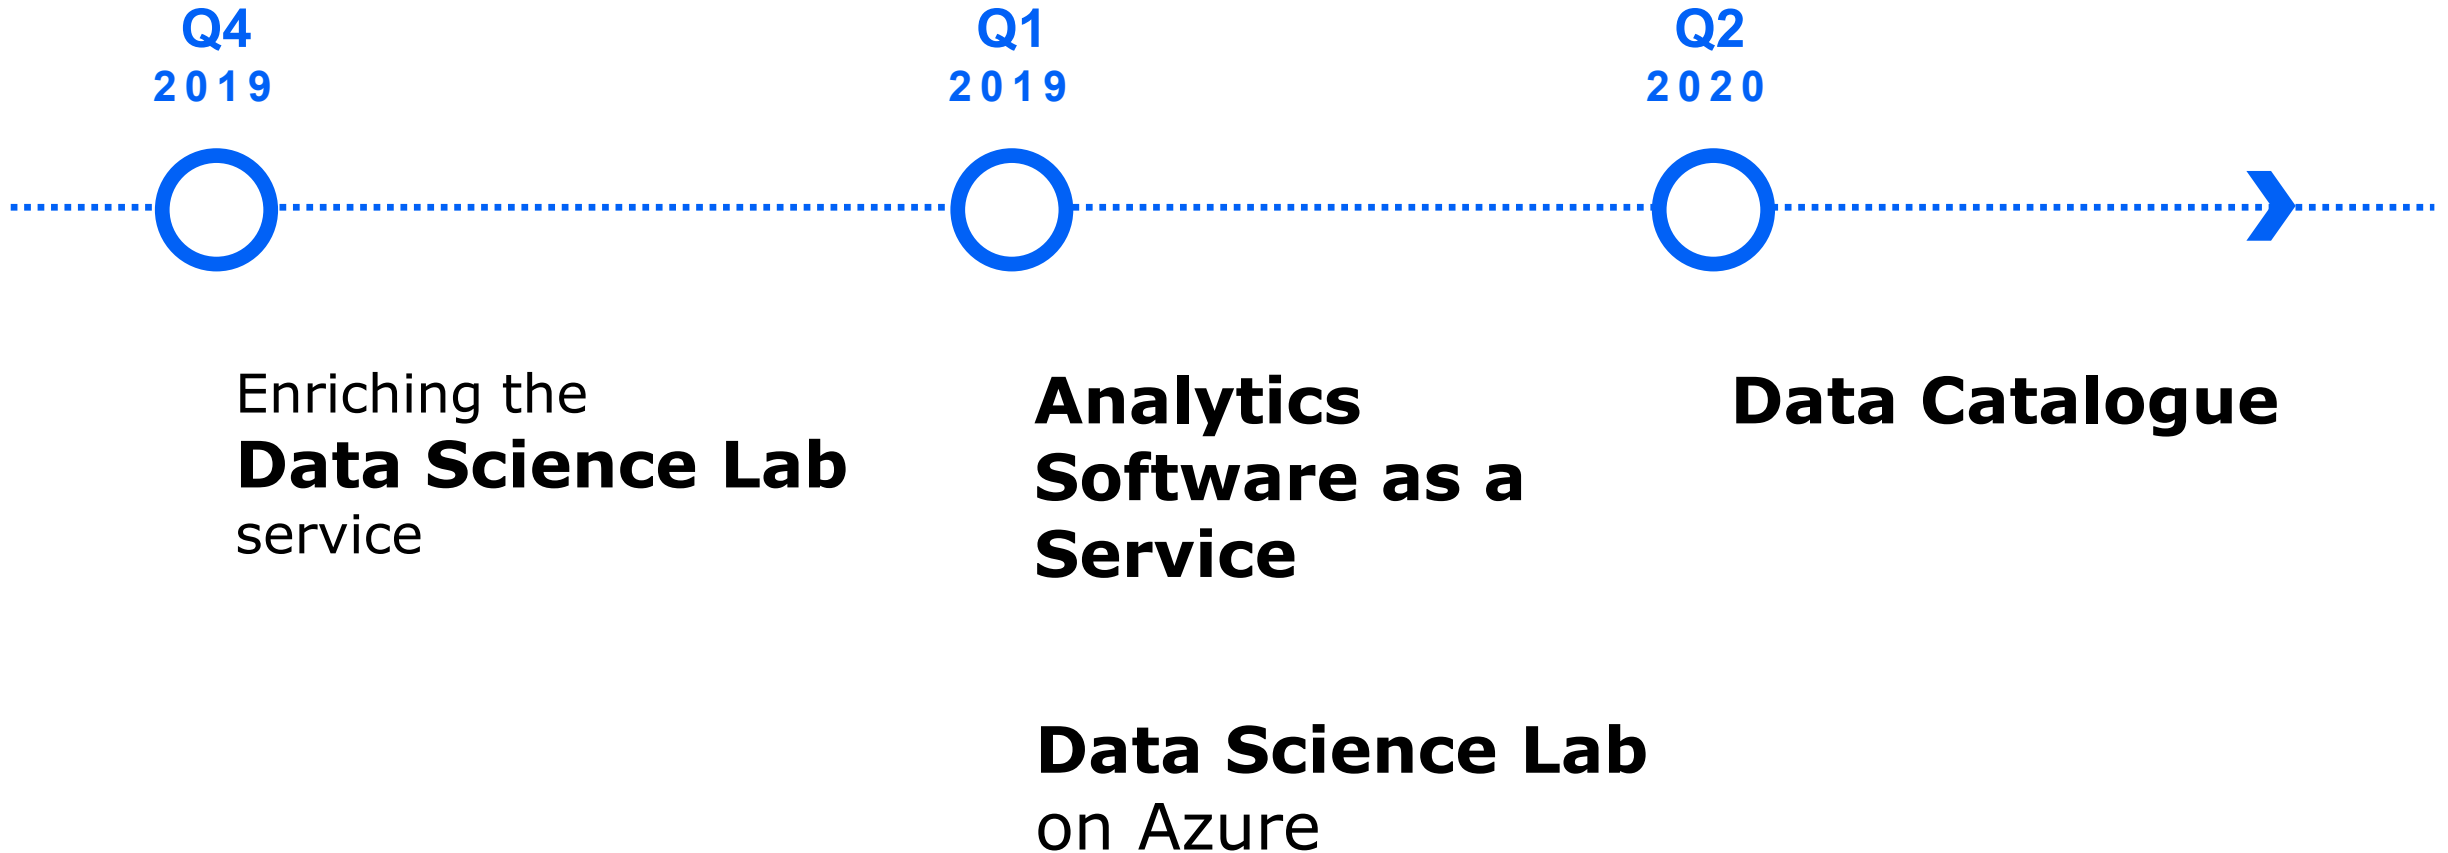 Q4
2019
Q1
2019
Q2
2020
Enriching the
Data Science Lab
service
Analytics
Software as a
Service
Data Science Lab
on Azure
Data Catalogue